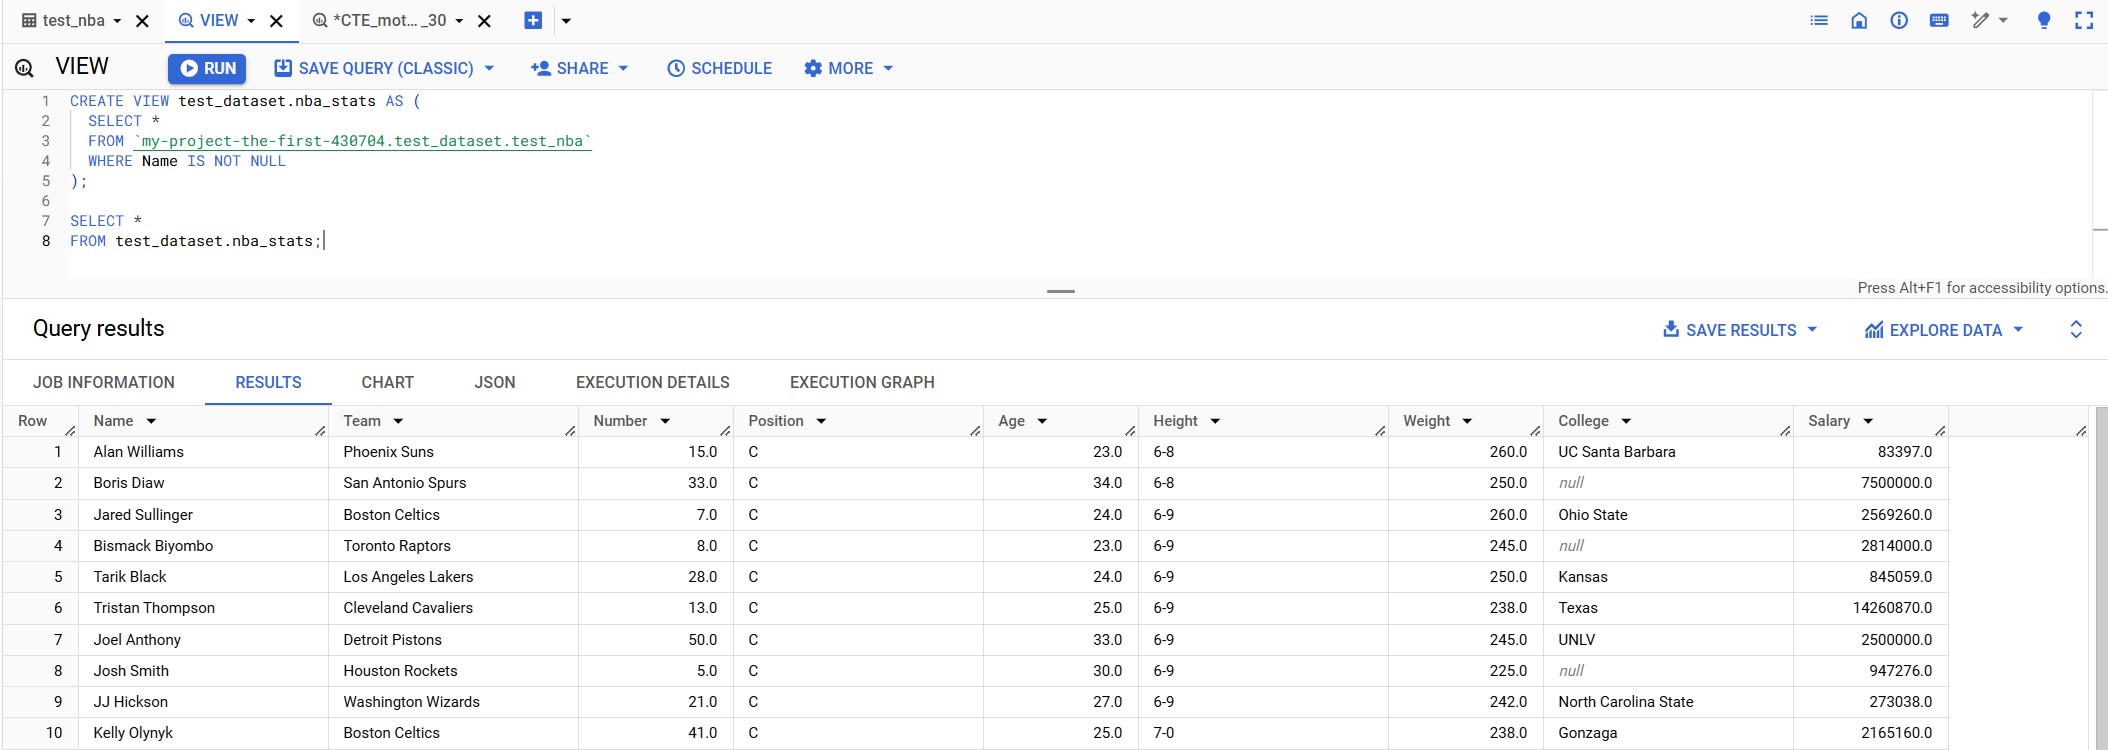 test_nba VIEW *CTE_mot... _30
VIEW RUN SAVE QUERY (CLASSIC) SHARE SCHEDULE MORE
1 CREATE VIEW test_dataset.nba_stats AS (
2 SELECT *
3 FROM `my-project-the-first-430704.test_dataset.test_nba`
4 WHERE Name IS NOT NULL
5 );
6
7 SELECT *
8 FROM test_dataset.nba_stats;
Press Alt+F1 for accessibility options.
Query results SAVE RESULTS EXPLORE DATA
JOB INFORMATION RESULTS CHART JSON EXECUTION DETAILS EXECUTION GRAPH
Row Name Team Number Position Age Height Weight College Salary
1 Alan Williams Phoenix Suns 15.0 C 23.0 6-8 260.0 UC Santa Barbara 83397.0
2 Boris Diaw San Antonio Spurs 33.0 C 34.0 6-8 250.0 null 7500000.0
3 Jared Sullinger Boston Celtics 7.0 C 24.0 6-9 260.0 Ohio State 2569260.0
4 Bismack Biyombo Toronto Raptors 8.0 C 23.0 6-9 245.0 null 2814000.0
5 Tarik Black Los Angeles Lakers 28.0 C 24.0 6-9 250.0 Kansas 845059.0
6 Tristan Thompson Cleveland Cavaliers 13.0 C 25.0 6-9 238.0 Texas 14260870.0
7 Joel Anthony Detroit Pistons 50.0 C 33.0 6-9 245.0 UNLV 2500000.0
8 Josh Smith Houston Rockets 5.0 C 30.0 6-9 225.0 null 947276.0
9 JJ Hickson Washington Wizards 21.0 C 27.0 6-9 242.0 North Carolina State 273038.0
10 Kelly Olynyk Boston Celtics 41.0 C 25.0 7-0 238.0 Gonzaga 2165160.0